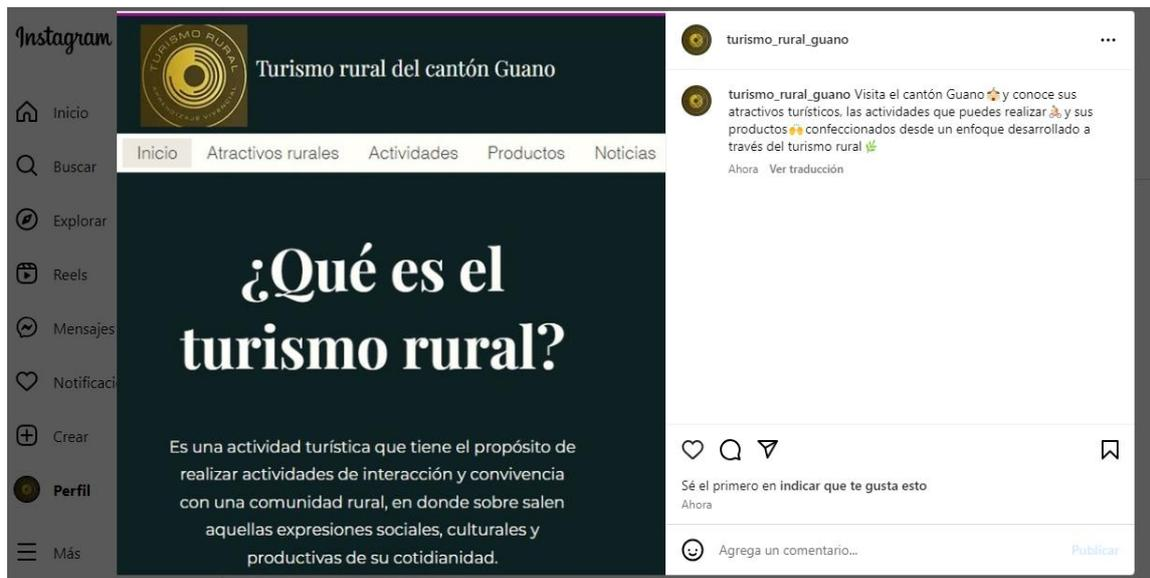 Instagram
Inicio
Buscar
Explorar
Reels
Mensajes
Notificaci
Crear
Perfil
Más
TURISMO RURAL
APRENDIZAJE VIVENCIAL
Turismo rural del cantón Guano
Inicio Atractivos rurales Actividades Productos Noticias
¿Qué es el
turismo rural?
Es una actividad turística que tiene el propósito de
realizar actividades de interacción y convivencia
con una comunidad rural, en donde sobre salen
aquellas expresiones sociales, culturales y
productivas de su cotidianidad.
turismo_rural_guano
turismo_rural_guano Visita el cantón Guano y conoce sus
atractivos turísticos, las actividades que puedes realizar y sus
productos confeccionados desde un enfoque desarrollado a
través del turismo rural
Ahora Ver traducción
Sé el primero en indicar que te gusta esto
Ahora
Agrega un comentario...
Publicar